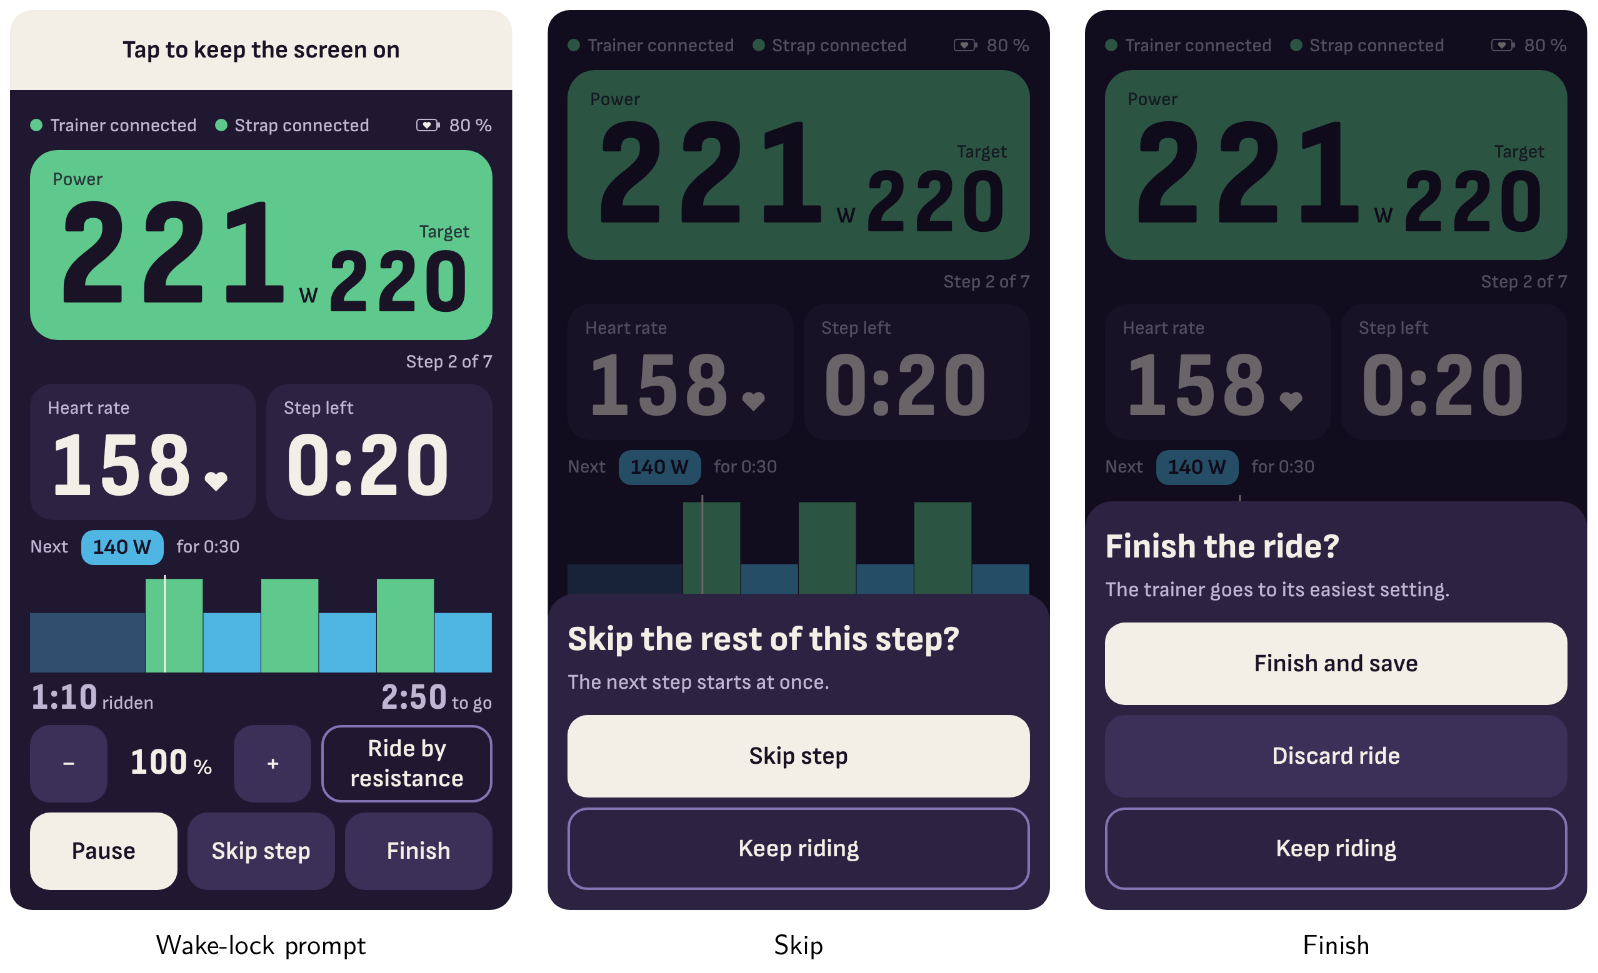 Tap to keep the screen on
Trainer connected Strap connected 80 %
Power
221 W
Target
220
Step 2 of 7
Heart rate
158
Step left
0:20
Next 140 W for 0:30
1:10 ridden 2:50 to go
− 100 % +
Ride by
resistance
Pause Skip step Finish
Wake-lock prompt
Trainer connected Strap connected 80 %
Power
221 W
Target
220
Step 2 of 7
Heart rate
158
Step left
0:20
Next 140 W for 0:30
Skip the rest of this step?
The next step starts at once.
Skip step
Keep riding
Skip
Trainer connected Strap connected 80 %
Power
221 W
Target
220
Step 2 of 7
Heart rate
158
Step left
0:20
Next 140 W for 0:30
Finish the ride?
The trainer goes to its easiest setting.
Finish and save
Discard ride
Keep riding
Finish